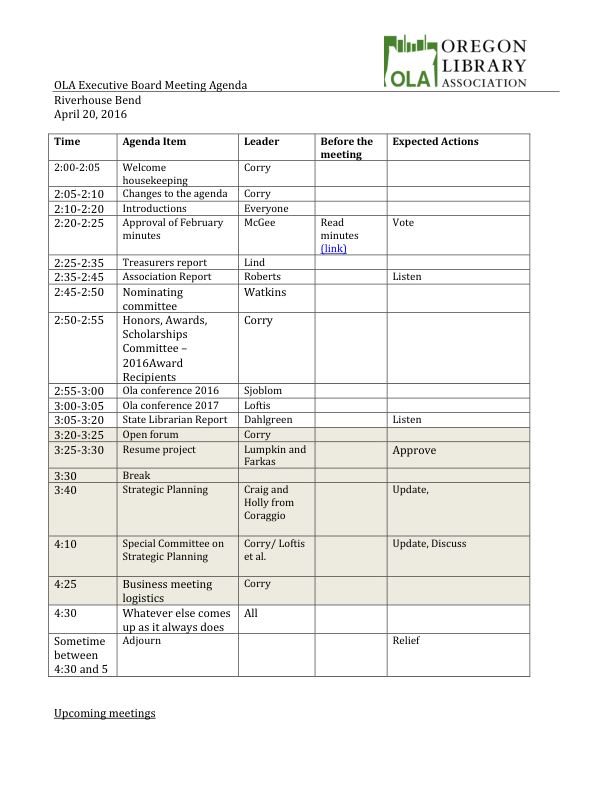 OREGON
LIBRARY
OLA ASSOCIATION
OLA Executive Board Meeting Agenda
Riverhouse Bend
April 20, 2016
Time Agenda Item Leader Before the meeting Expected Actions
2:00-2:05 Welcome housekeeping Corry
2:05-2:10 Changes to the agenda Corry
2:10-2:20 Introductions Everyone
2:20-2:25 Approval of February minutes McGee Read minutes (link) Vote
2:25-2:35 Treasurers report Lind
2:35-2:45 Association Report Roberts Listen
2:45-2:50 Nominating committee Watkins
2:50-2:55 Honors, Awards, Scholarships Committee – 2016Award Recipients Corry
2:55-3:00 Ola conference 2016 Sjoblom
3:00-3:05 Ola conference 2017 Loftis
3:05-3:20 State Librarian Report Dahlgreen Listen
3:20-3:25 Open forum Corry
3:25-3:30 Resume project Lumpkin and Farkas Approve
3:30 Break
3:40 Strategic Planning Craig and Holly from Coraggio Update,
4:10 Special Committee on Strategic Planning Corry/ Loftis et al. Update, Discuss
4:25 Business meeting logistics Corry
4:30 Whatever else comes up as it always does All
Sometime between 4:30 and 5 Adjourn Relief
Upcoming meetings